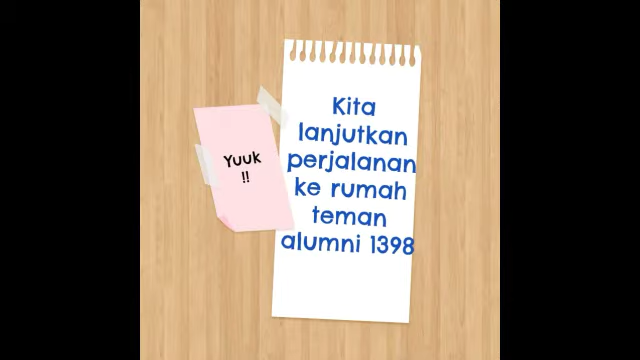 Yuuk
!!
Kita
lanjutkan
perjalanan
ke rumah
teman
alumni 1398